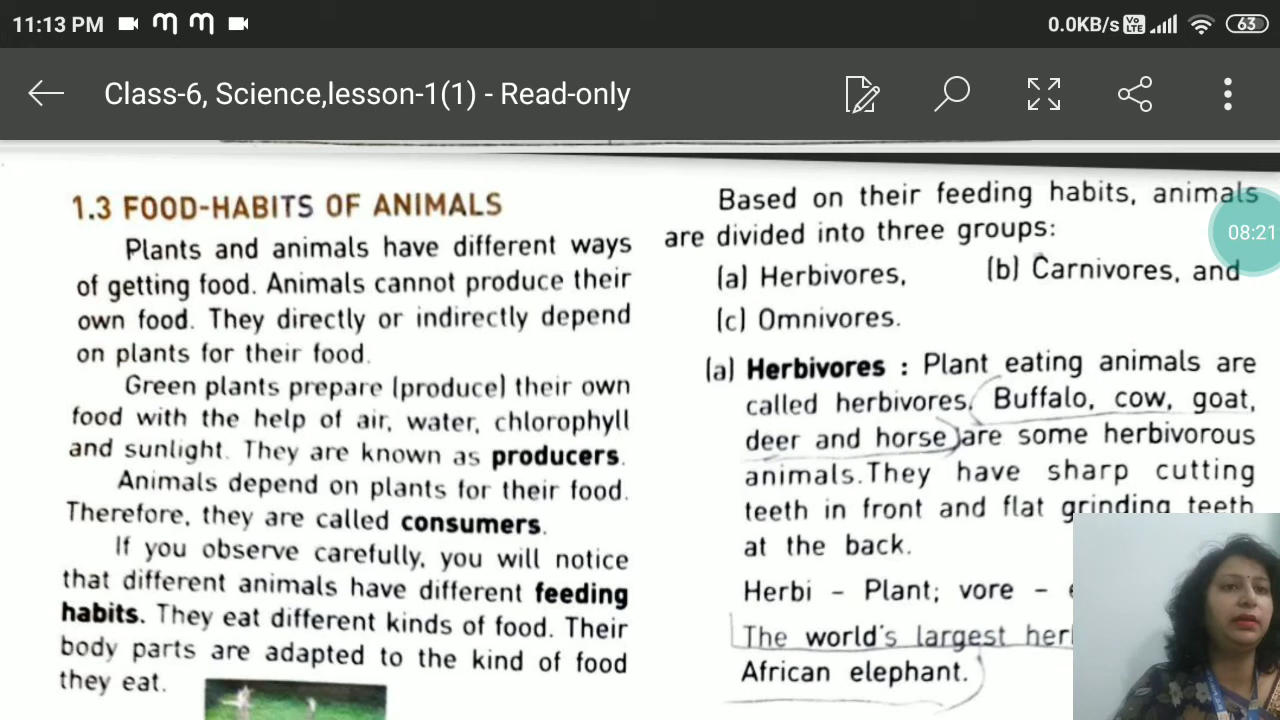 11:13 PM
0.0KB/s Vo LTE 63
Class-6, Science,lesson-1(1) - Read-only
08:21
1.3 FOOD-HABITS OF ANIMALS
Plants and animals have different ways
of getting food. Animals cannot produce their
own food. They directly or indirectly depend
on plants for their food.
Green plants prepare (produce) their own
food with the help of air, water, chlorophyll
and sunlight. They are known as producers.
Animals depend on plants for their food.
Therefore, they are called consumers.
If you observe carefully, you will notice
that different animals have different feeding
habits. They eat different kinds of food. Their
body parts are adapted to the kind of food
they eat.
Based on their feeding habits, animals
are divided into three groups:
(a) Herbivores, (b) Carnivores, and
(c) Omnivores.
(a) Herbivores : Plant eating animals are
called herbivores. Buffalo, cow, goat,
deer and horse are some herbivorous
animals.They have sharp cutting
teeth in front and flat grinding teeth
at the back.
Herbi – Plant; vore –
The world's largest
African elephant.